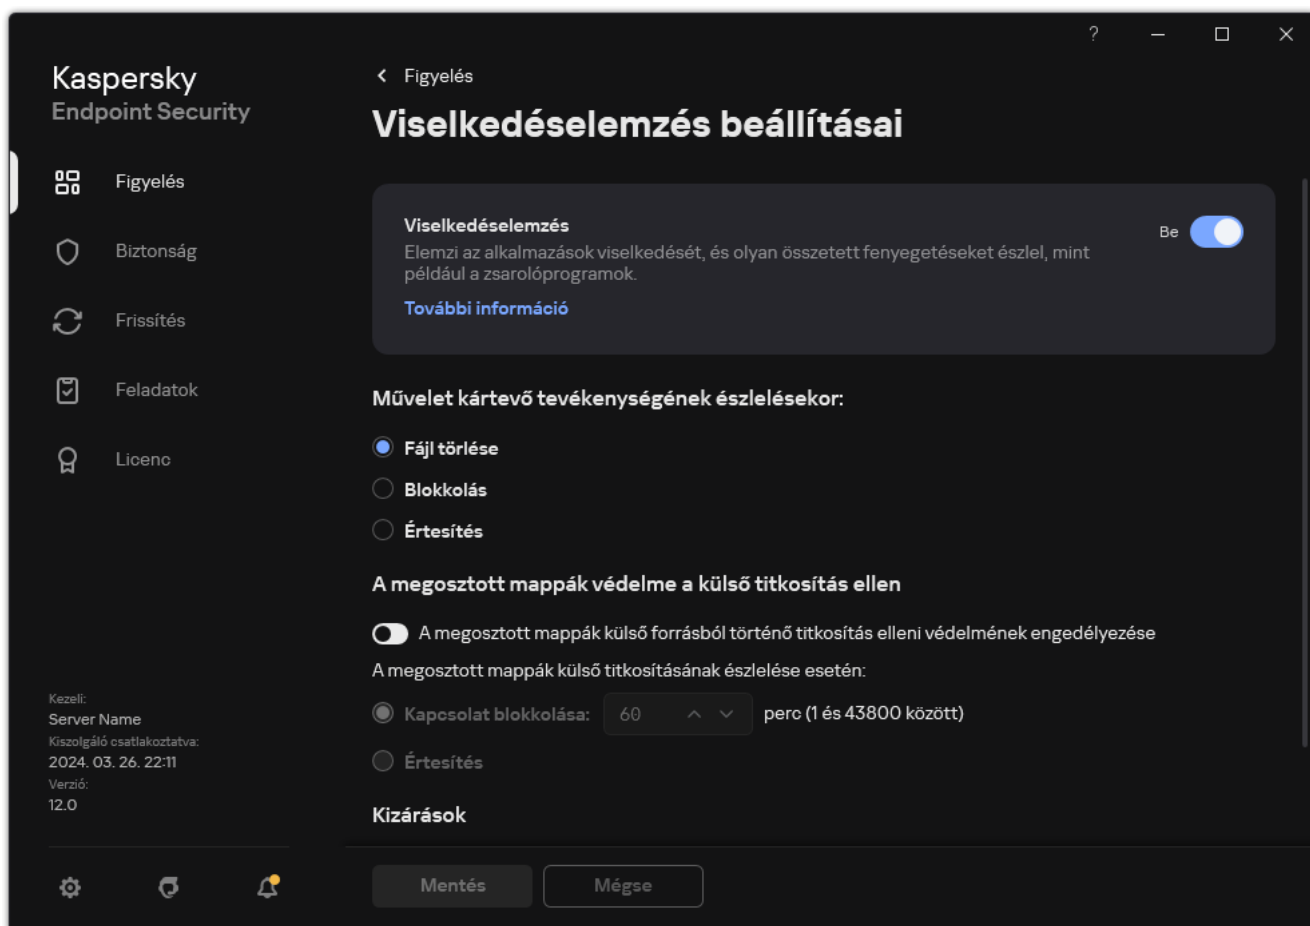 ?
Kaspersky
Endpoint Security
Figyelés
Biztonság
Frissítés
Feladatok
Licenc
Kezeli:
Server Name
Kiszolgáló csatlakoztatva:
2024. 03. 26. 22:11
Verzió:
12.0
Figyelés
Viselkedéselemzés beállításai
Viselkedéselemzés
Be
Elemzi az alkalmazások viselkedését, és olyan összetett fenyegetéseket észlel, mint
például a zsarolóprogramok.
További információ
Művelet kártevő tevékenységének észlelésekor:
Fájl törlése
Blokkolás
Értesítés
A megosztott mappák védelme a külső titkosítás ellen
A megosztott mappák külső forrásból történő titkosítás elleni védelmének engedélyezése
A megosztott mappák külső titkosításának észlelése esetén:
Kapcsolat blokkolása: 60 perc (1 és 43800 között)
Értesítés
Kizárások
Mentés Mégse